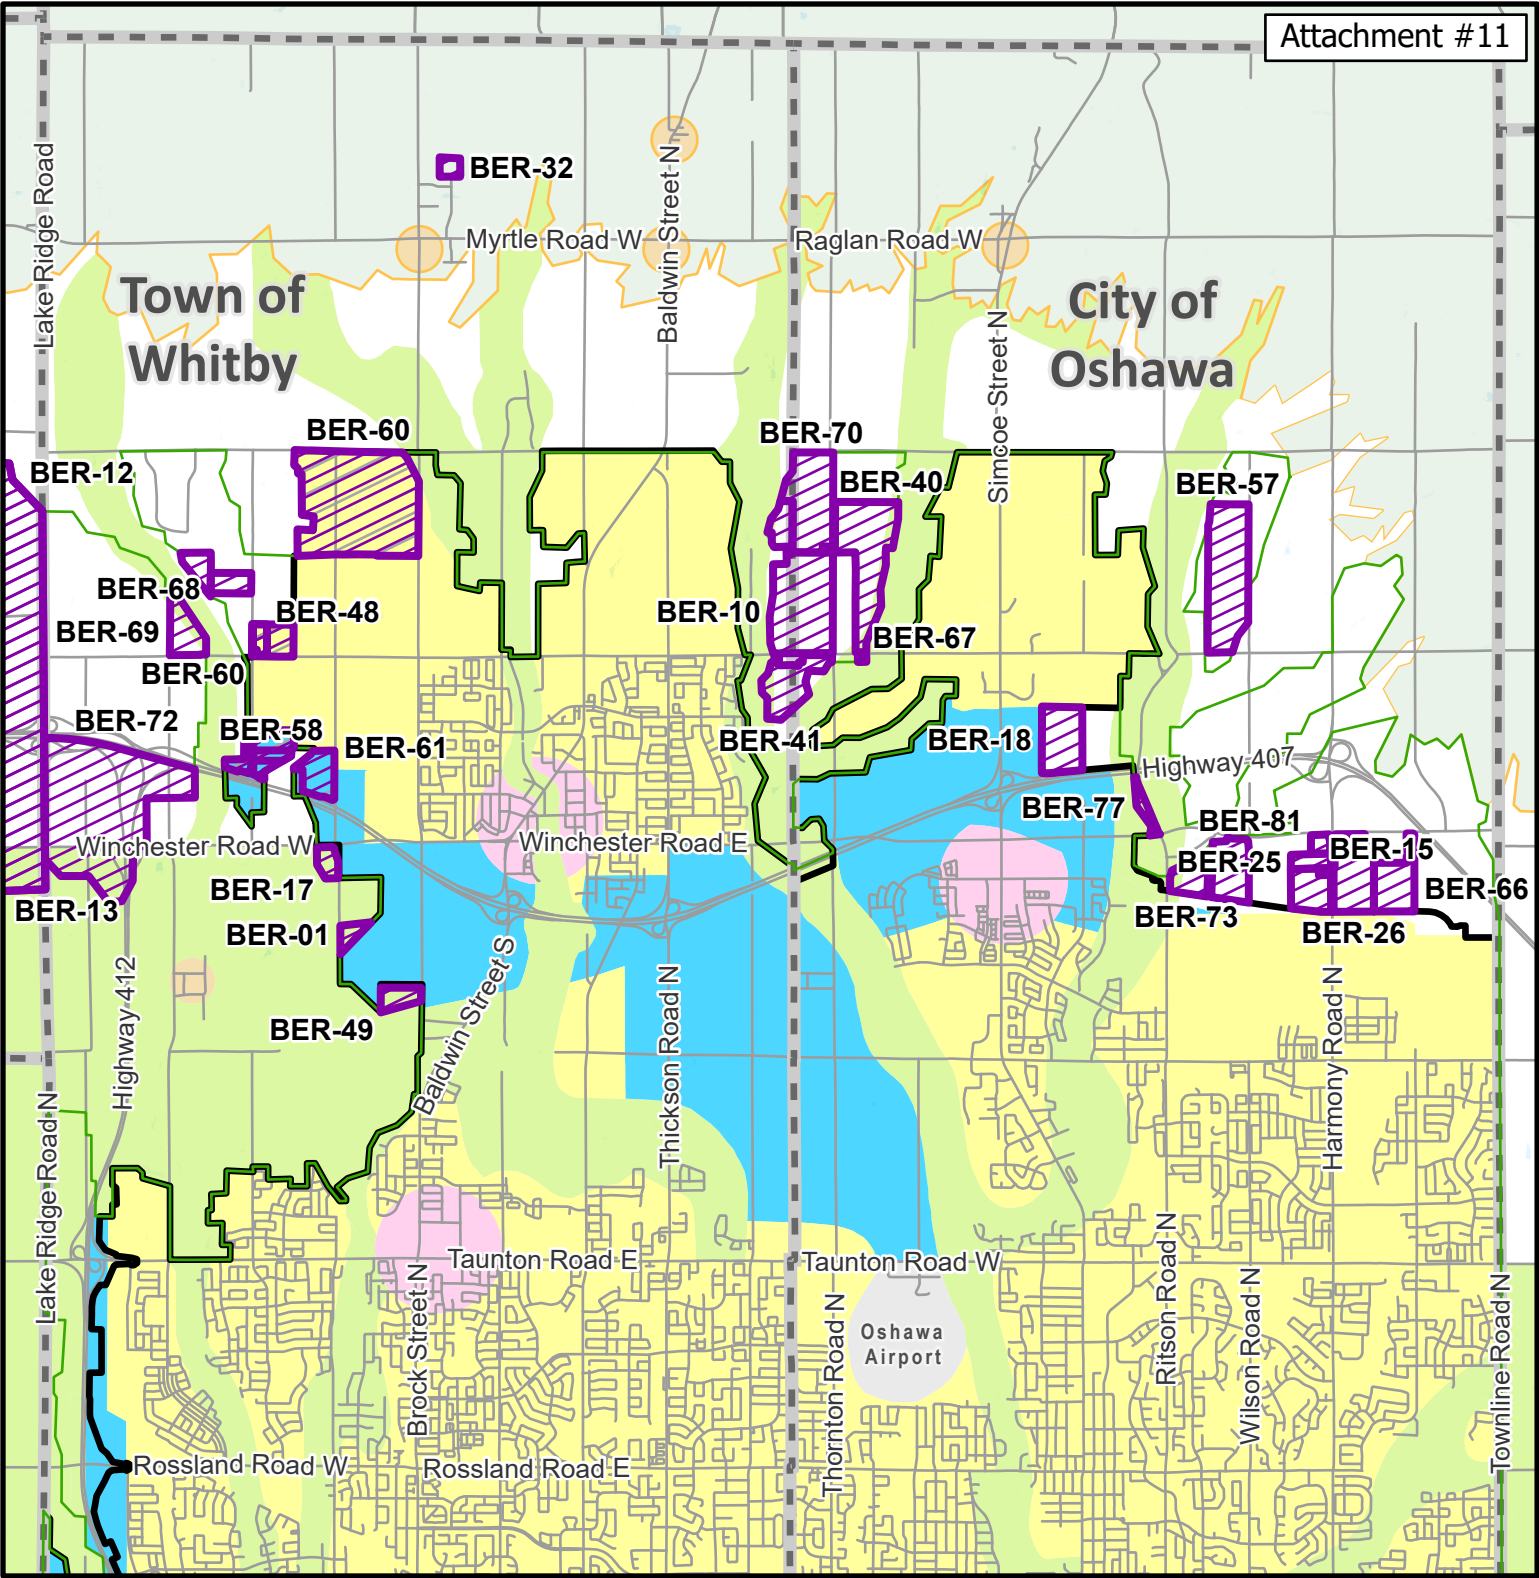 Attachment #11
Lake Ridge Road
BER-32
Baldwin Street N
Myrtle Road W
Raglan Road W
Town of
Whitby
City of
Oshawa
Simcoe Street N
BER-60
BER-70
BER-12
BER-40
BER-57
BER-68
BER-48
BER-10
BER-69
BER-67
BER-60
BER-72
BER-58
BER-61
BER-41
BER-18
Highway 407
BER-77
BER-81
Winchester Road W
Winchester Road E
BER-25
BER-15
BER-17
BER-66
BER-13
BER-73
BER-26
BER-01
Highway 412
Baldwin Street S
Thickson Road N
Harmony Road N
BER-49
Lake Ridge Road N
Taunton Road E
Taunton Road W
Brock Street N
Thornton Road N
Oshawa
Airport
Ritson Road N
Wilson Road N
Townline Road N
Rossland Road W
Rossland Road E